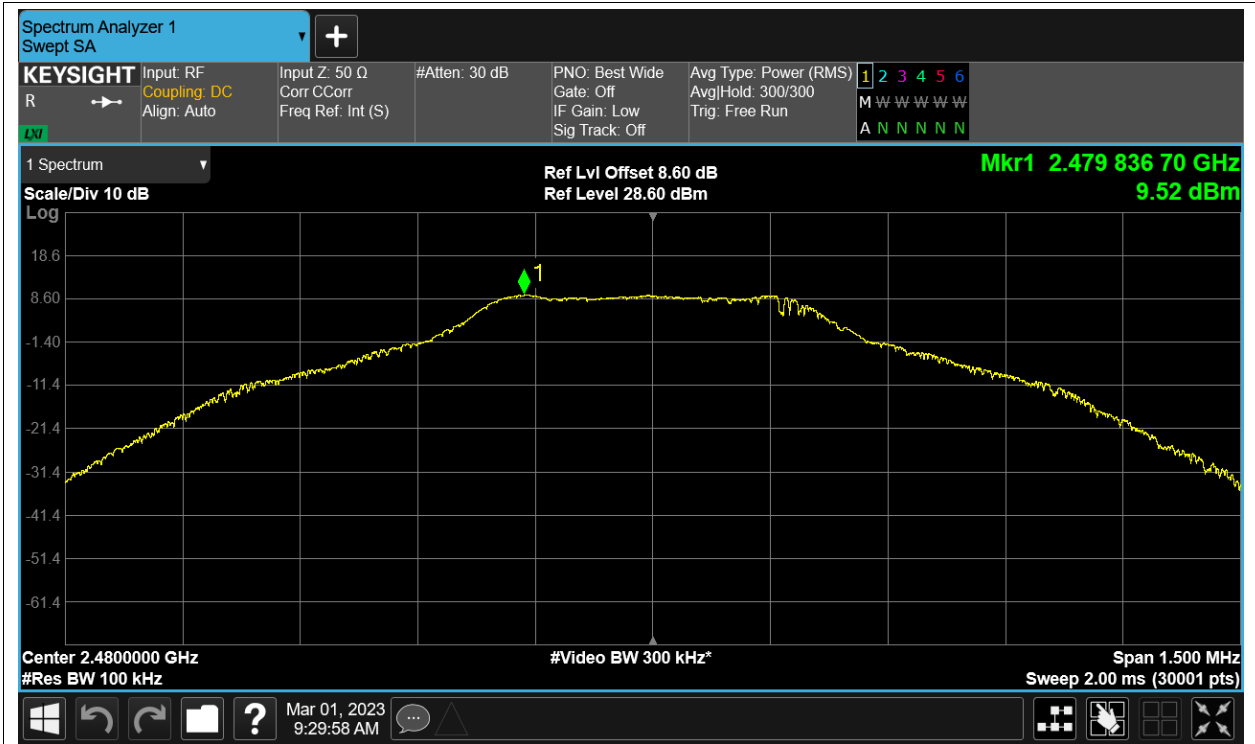 Spectrum Analyzer 1
Swept SA
KEYSIGHT
R
LXI
Input: RF
Coupling: DC
Align: Auto
Input Z: 50 Ω
Corr CCorr
Freq Ref: Int (S)
#Atten: 30 dB
PNO: Best Wide
Gate: Off
IF Gain: Low
Sig Track: Off
Avg Type: Power (RMS)
Avg|Hold: 300/300
Trig: Free Run
1 2 3 4 5 6
M W W W W W
A N N N N N
1 Spectrum
Scale/Div 10 dB
Log
Ref Lvl Offset 8.60 dB
Ref Level 28.60 dBm
Mkr1 2.479 836 70 GHz
9.52 dBm
1
18.6
8.60
-1.40
-11.4
-21.4
-31.4
-41.4
-51.4
-61.4
Center 2.4800000 GHz
#Res BW 100 kHz
#Video BW 300 kHz*
Span 1.500 MHz
Sweep 2.00 ms (30001 pts)
?
Mar 01, 2023
9:29:58 AM